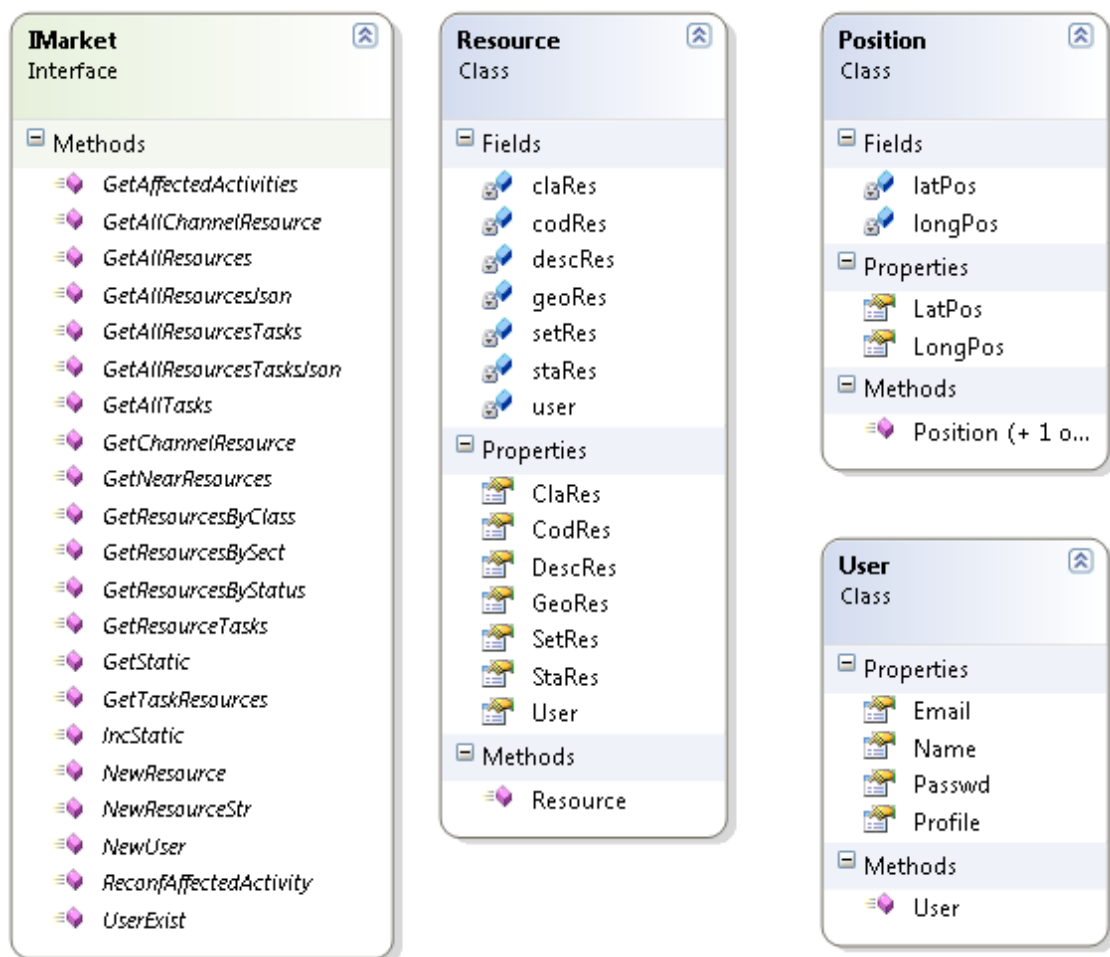 IMarket
Interface
Methods
GetAffectedActivities
GetAllChannelResource
GetAllResources
GetAllResourcesJson
GetAllResourcesTasks
GetAllResourcesTasksJson
GetAllTasks
GetChannelResource
GetNearResources
GetResourcesByClass
GetResourcesBySect
GetResourcesByStatus
GetResourceTasks
GetStatic
GetTaskResources
IncStatic
NewResource
NewResourceStr
NewUser
ReconfAffectedActivity
UserExist
Resource
Class
Fields
claRes
codRes
descRes
geoRes
setRes
staRes
user
Properties
ClaRes
CodRes
DescRes
GeoRes
SetRes
StaRes
User
Methods
Resource
Position
Class
Fields
latPos
longPos
Properties
LatPos
LongPos
Methods
Position (+ 1 o...
User
Class
Properties
Email
Name
Passwd
Profile
Methods
User